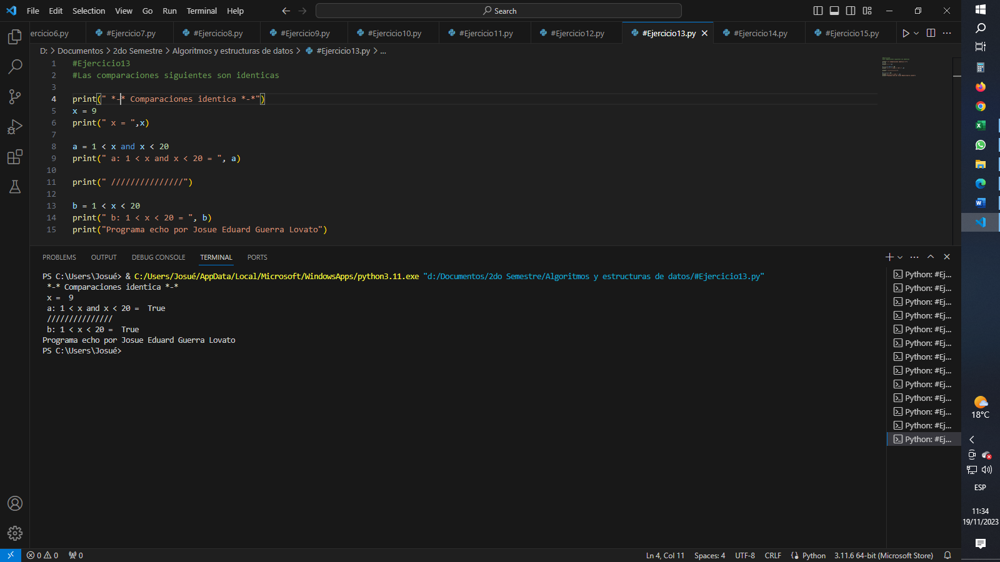 File Edit Selection View Go Run Terminal Help
Search
ercicio6.py #Ejercicio7.py #Ejercicio8.py #Ejercicio9.py #Ejercicio10.py #Ejercicio11.py #Ejercicio12.py #Ejercicio13.py #Ejercicio14.py #Ejercicio15.py
D: > Documentos > 2do Semestre > Algoritmos y estructuras de datos > #Ejercicio13.py > ...
1 #Ejercicio13
2 #Las comparaciones siguientes son identicas
3
4 print(" *-* Comparaciones identica *-*")
5 x = 9
6 print(" x = ",x)
7
8 a = 1 < x and x < 20
9 print(" a: 1 < x and x < 20 = ", a)
10
11 print(" ///////////////")
12
13 b = 1 < x < 20
14 print(" b: 1 < x < 20 = ", b)
15 print("Programa echo por Josue Eduard Guerra Lovato")
PROBLEMS OUTPUT DEBUG CONSOLE TERMINAL PORTS
PS C:\Users\Josué> & C:/Users/Josué/AppData/Local/Microsoft/WindowsApps/python3.11.exe "d:/Documentos/2do Semestre/Algoritmos y estructuras de datos/#Ejercicio13.py"
 *-* Comparaciones identica *-*
 x =  9
 a: 1 < x and x < 20 =  True
 ///////////////
 b: 1 < x < 20 =  True
Programa echo por Josue Eduard Guerra Lovato
PS C:\Users\Josué>
Python: #Ej...
Python: #Ej...
Python: #Ej...
Python: #Ej...
Python: #Ej...
Python: #Ej...
Python: #Ej...
Python: #Ej...
Python: #Ej...
Python: #Ej...
Python: #Ej...
Python: #Ej...
Python: #Ej...
18°C
ESP
11:34
19/11/2023
0 0 0
Ln 4, Col 11 Spaces: 4 UTF-8 CRLF Python 3.11.6 64-bit (Microsoft Store)